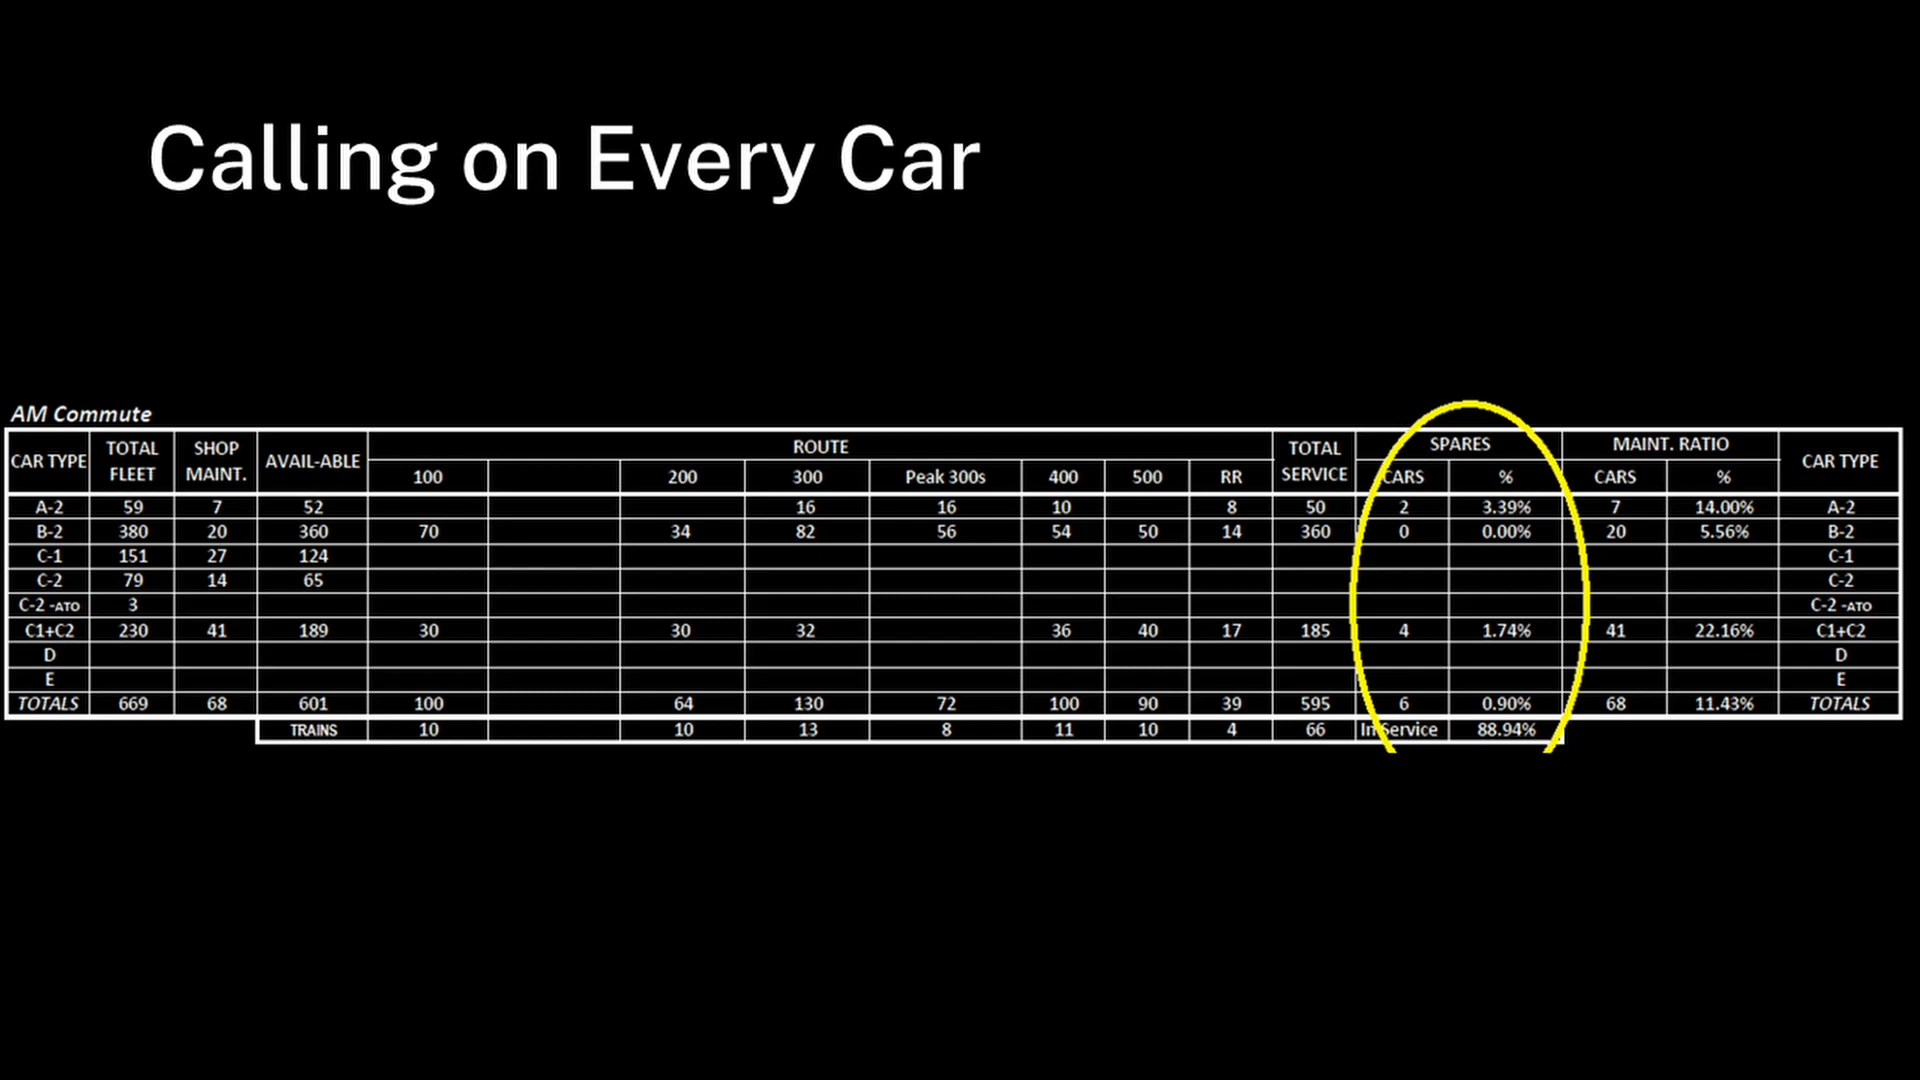 Calling on Every Car
AM Commute
CAR TYPE TOTAL FLEET SHOP MAINT. AVAIL-ABLE ROUTE TOTAL SERVICE SPARES MAINT. RATIO CAR TYPE
100 200 300 Peak 300s 400 500 RR CARS % CARS %
A-2 59 7 52 16 16 10 8 50 2 3.39% 7 14.00% A-2
B-2 380 20 360 70 34 82 56 54 50 14 360 0 0.00% 20 5.56% B-2
C-1 151 27 124 C-1
C-2 79 14 65 C-2
C-2 -ATO 3 C-2 -ATO
C1+C2 230 41 189 30 30 32 36 40 17 185 4 1.74% 41 22.16% C1+C2
D D
E E
TOTALS 669 68 601 100 64 130 72 100 90 39 595 6 0.90% 68 11.43% TOTALS
TRAINS 10 10 13 8 11 10 4 66 In Service 88.94%